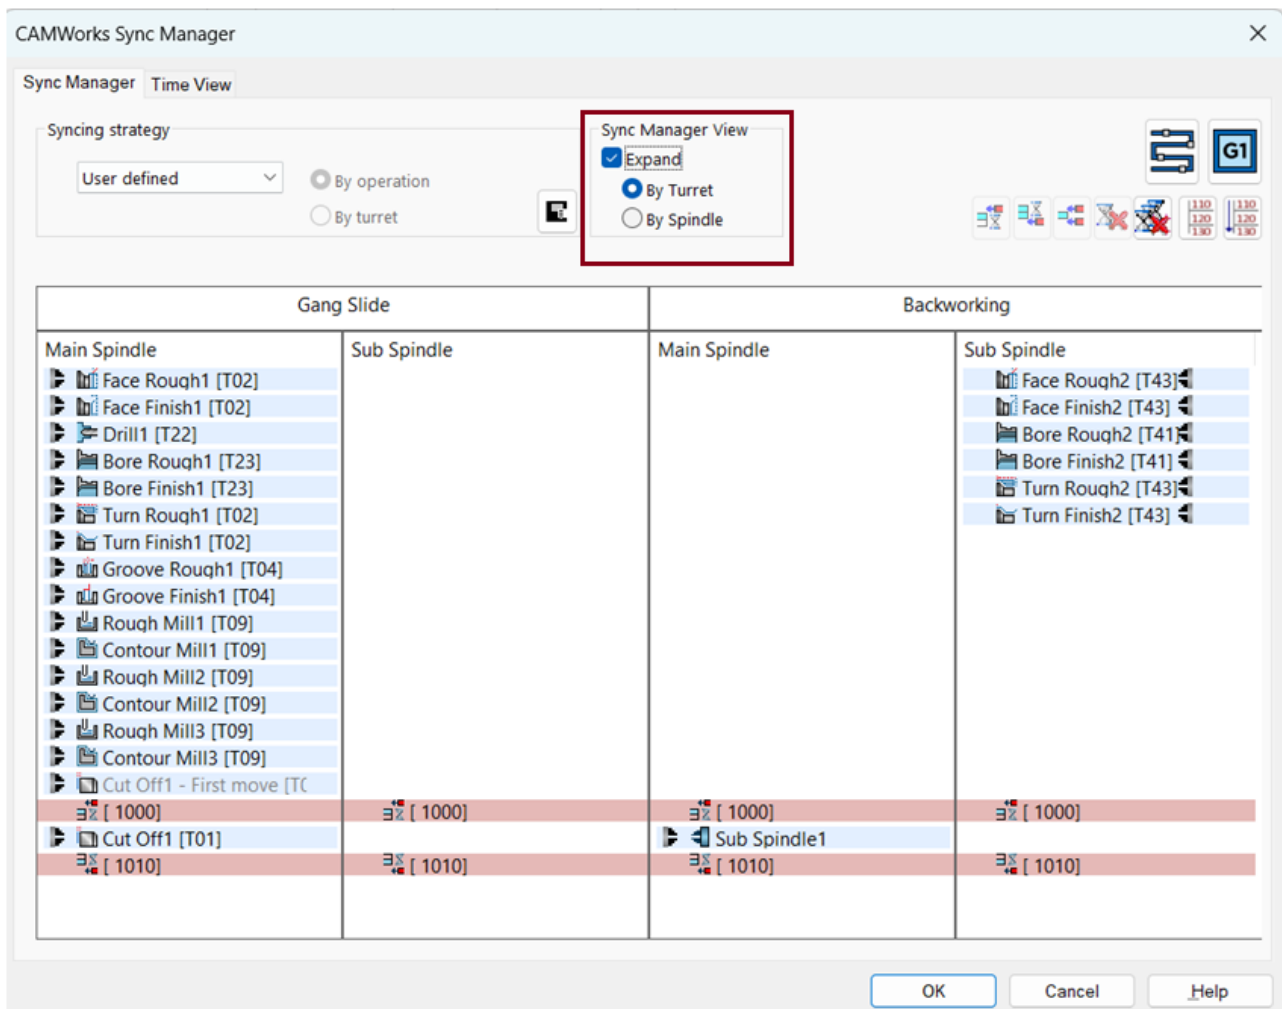 CAMWorks Sync Manager
Sync Manager Time View
Syncing strategy
User defined
By operation
By turret
Sync Manager View
Expand
By Turret
By Spindle
G1
110
120
130
110
120
130
Gang Slide
Backworking
Main Spindle
Face Rough1 [T02]
Face Finish1 [T02]
Drill1 [T22]
Bore Rough1 [T23]
Bore Finish1 [T23]
Turn Rough1 [T02]
Turn Finish1 [T02]
Groove Rough1 [T04]
Groove Finish1 [T04]
Rough Mill1 [T09]
Contour Mill1 [T09]
Rough Mill2 [T09]
Contour Mill2 [T09]
Rough Mill3 [T09]
Contour Mill3 [T09]
Cut Off1 - First move [T
[ 1000]
Cut Off1 [T01]
[ 1010]
Sub Spindle
[ 1000]
[ 1010]
Main Spindle
[ 1000]
Sub Spindle1
[ 1010]
Sub Spindle
Face Rough2 [T43]
Face Finish2 [T43]
Bore Rough2 [T41]
Bore Finish2 [T41]
Turn Rough2 [T43]
Turn Finish2 [T43]
[ 1000]
[ 1010]
OK
Cancel
Help